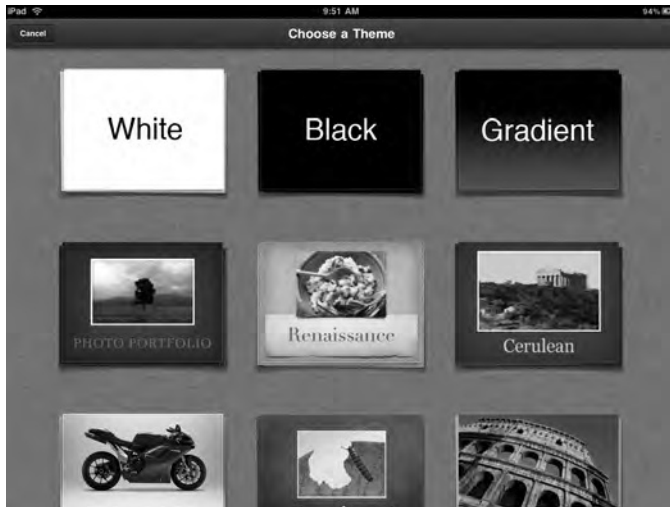 iPad 9:51 AM 94%
Cancel Choose a Theme
White Black Gradient
PHOTO PORTFOLIO Renaissance Cerulean